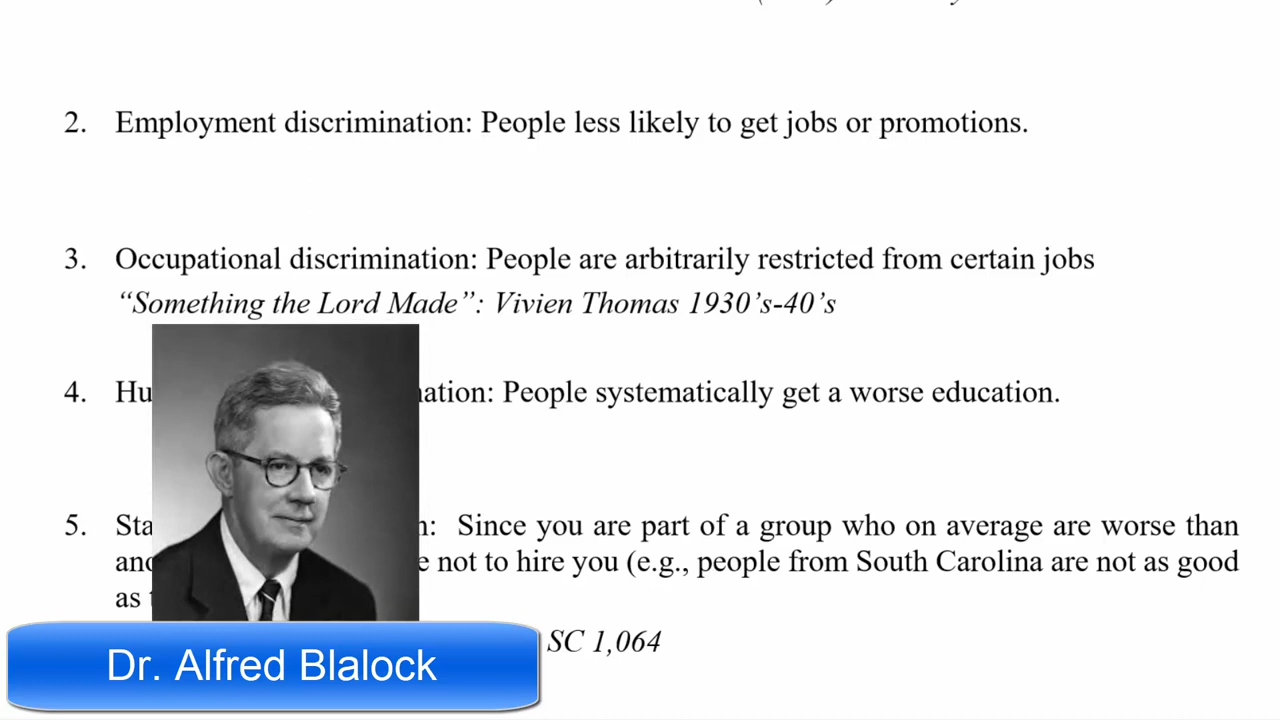 2. Employment discrimination: People less likely to get jobs or promotions.
3. Occupational discrimination: People are arbitrarily restricted from certain jobs
“Something the Lord Made”: Vivien Thomas 1930’s-40’s
4. Hu ation: People systematically get a worse education.
5. Sta n: Since you are part of a group who on average are worse than
and e not to hire you (e.g., people from South Carolina are not as good
as
SC 1,064
Dr. Alfred Blalock